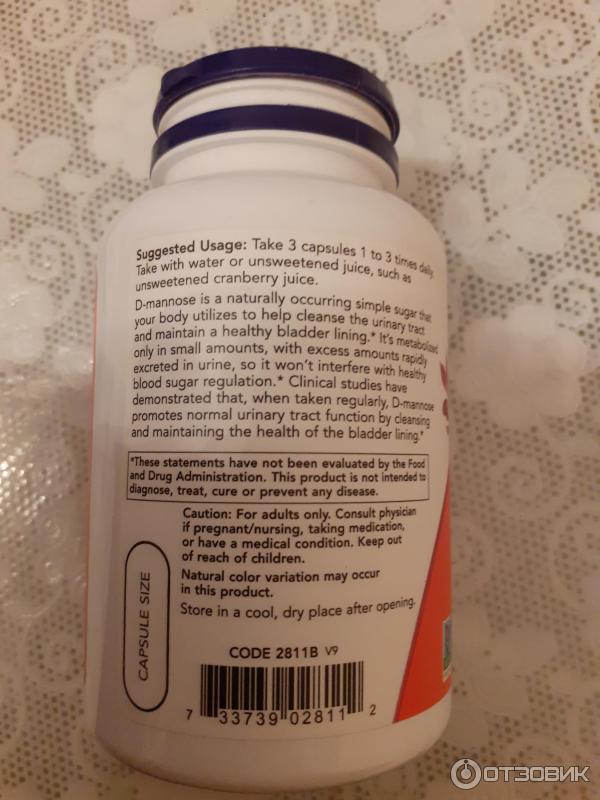 Suggested Usage: Take 3 capsules 1 to 3 times daily.
Take with water or unsweetened juice, such as
unsweetened cranberry juice.
D-mannose is a naturally occurring simple sugar that
your body utilizes to help cleanse the urinary tract
and maintain a healthy bladder lining.* It's metabolized
only in small amounts, with excess amounts rapidly
excreted in urine, so it won't interfere with healthy
blood sugar regulation.* Clinical studies have
demonstrated that, when taken regularly, D-mannose
promotes normal urinary tract function by cleansing
and maintaining the health of the bladder lining.*
*These statements have not been evaluated by the Food
and Drug Administration. This product is not intended to
diagnose, treat, cure or prevent any disease.
Caution: For adults only. Consult physician
if pregnant/nursing, taking medication,
or have a medical condition. Keep out
of reach of children.
Natural color variation may occur
in this product.
Store in a cool, dry place after opening.
CAPSULE SIZE
CODE 2811B V9
7 33739 02811 2
ОТЗОВИК